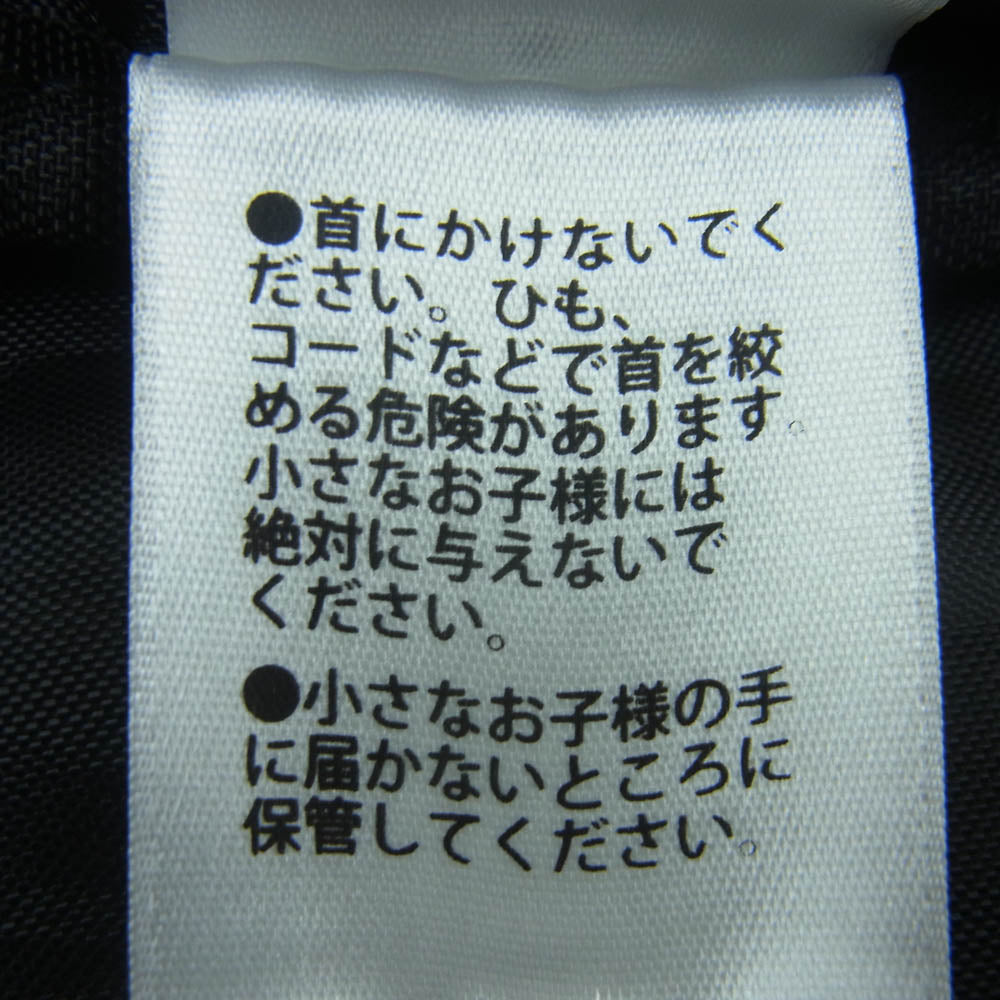 ●首にかけないでく
ださい。ひも、
コードなどで首を絞
める危険があります。
小さなお子様には
絶対に与えないで
ください。
●小さなお子様の手
に届かないところに
保管してください。